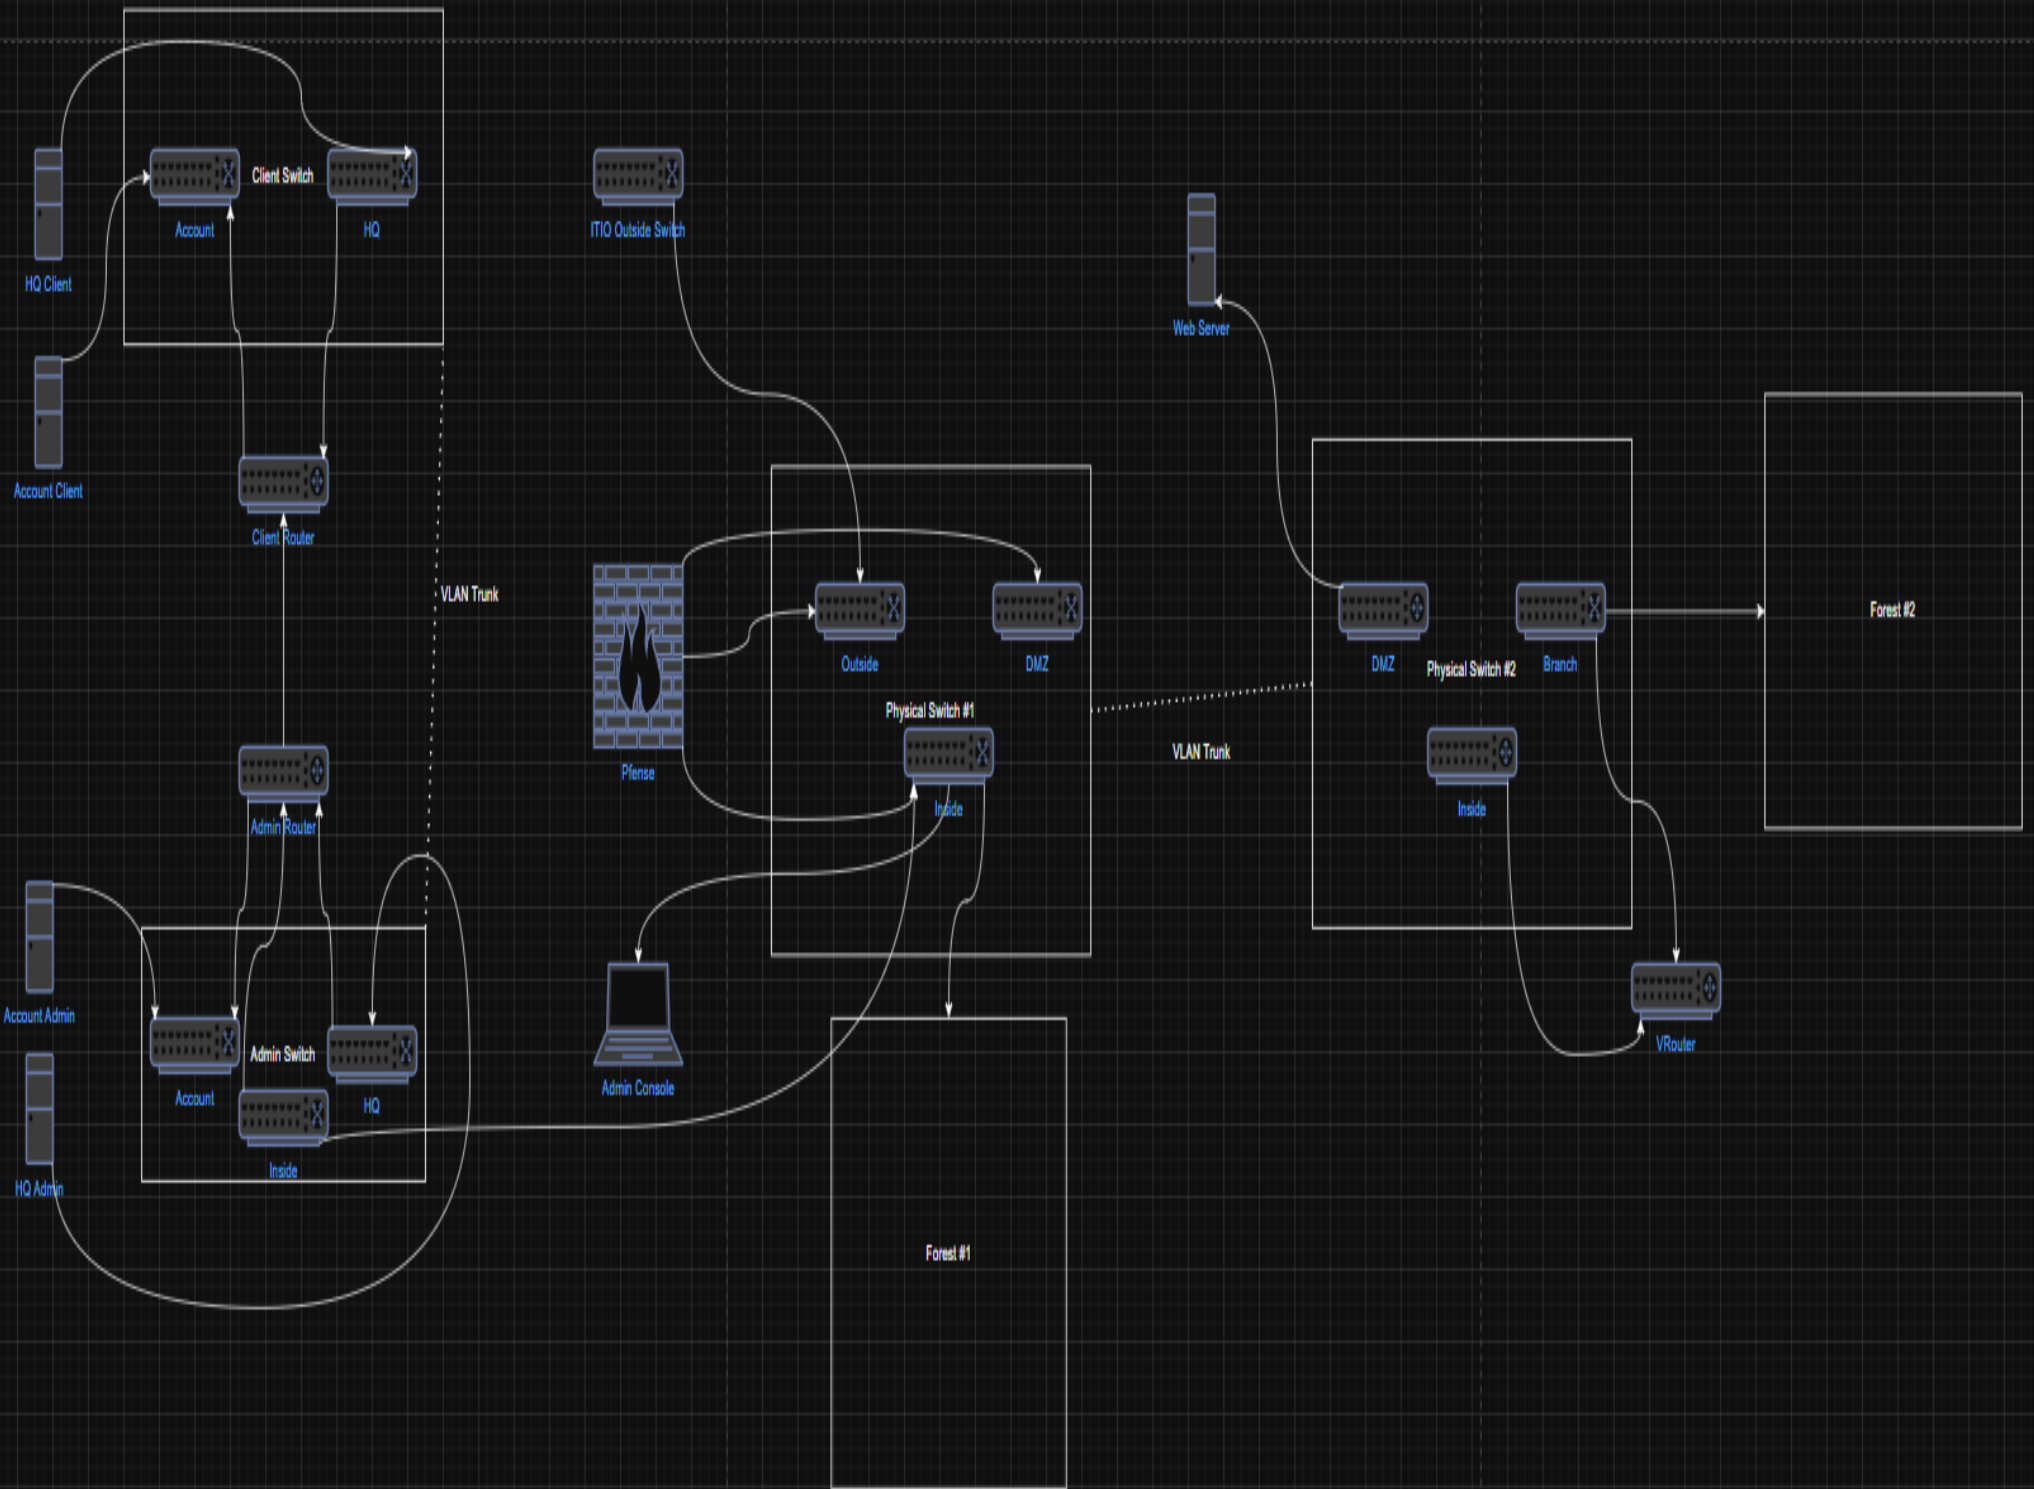 Client Switch
Account
HQ
ITIO Outside Switch
HQ Client
Web Server
Account Client
Client Router
VLAN Trunk
Forest #2
Outside
DMZ
DMZ
Physical Switch #2
Branch
Physical Switch #1
VLAN Trunk
Pfense
Inside
Inside
Admin Router
Account Admin
VRouter
Admin Switch
Admin Console
Account
HQ
Inside
HQ Admin
Forest #1